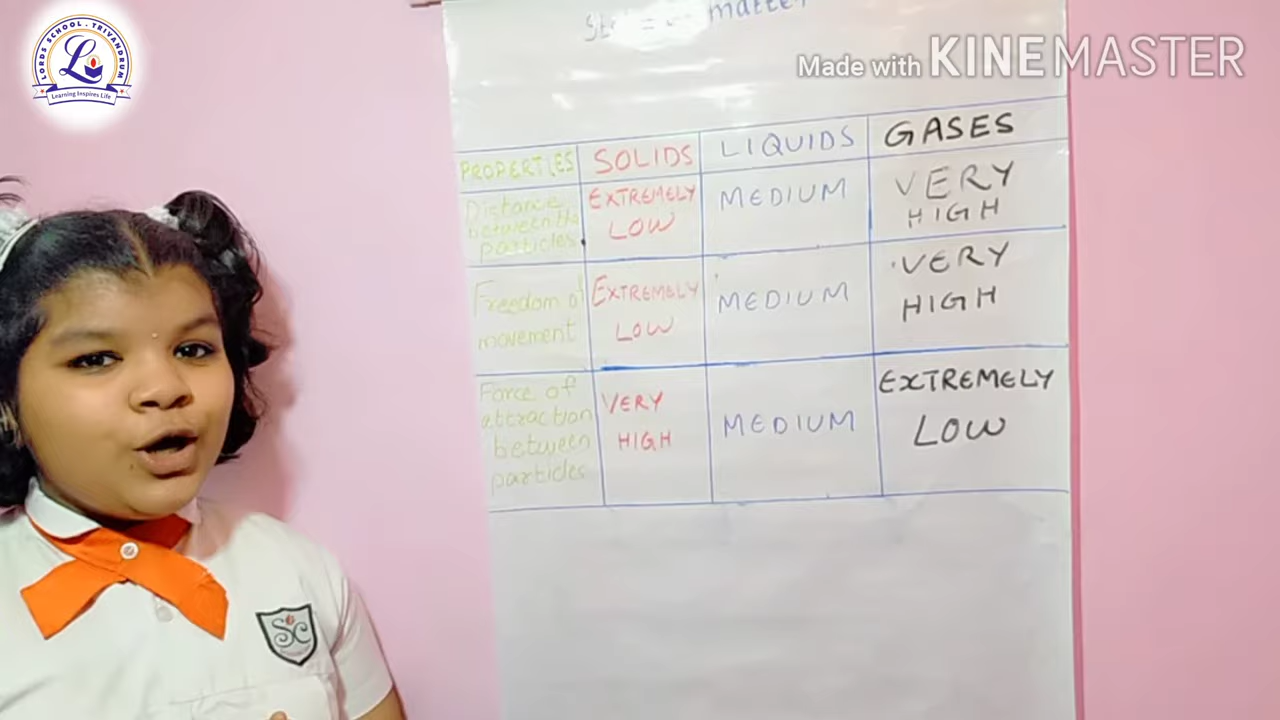 LORDS SCHOOL . TRIVANDRUM
L
Learning Inspires Life
Made with KINEMASTER
matter
PROPERTIES SOLIDS LIQUIDS GASES
Distance EXTREMELY MEDIUM VERY
between the LOW HIGH
particles
Freedom of EXTREMELY MEDIUM VERY
movement LOW HIGH
Force of VERY MEDIUM EXTREMELY
attraction HIGH LOW
between
particles
SC